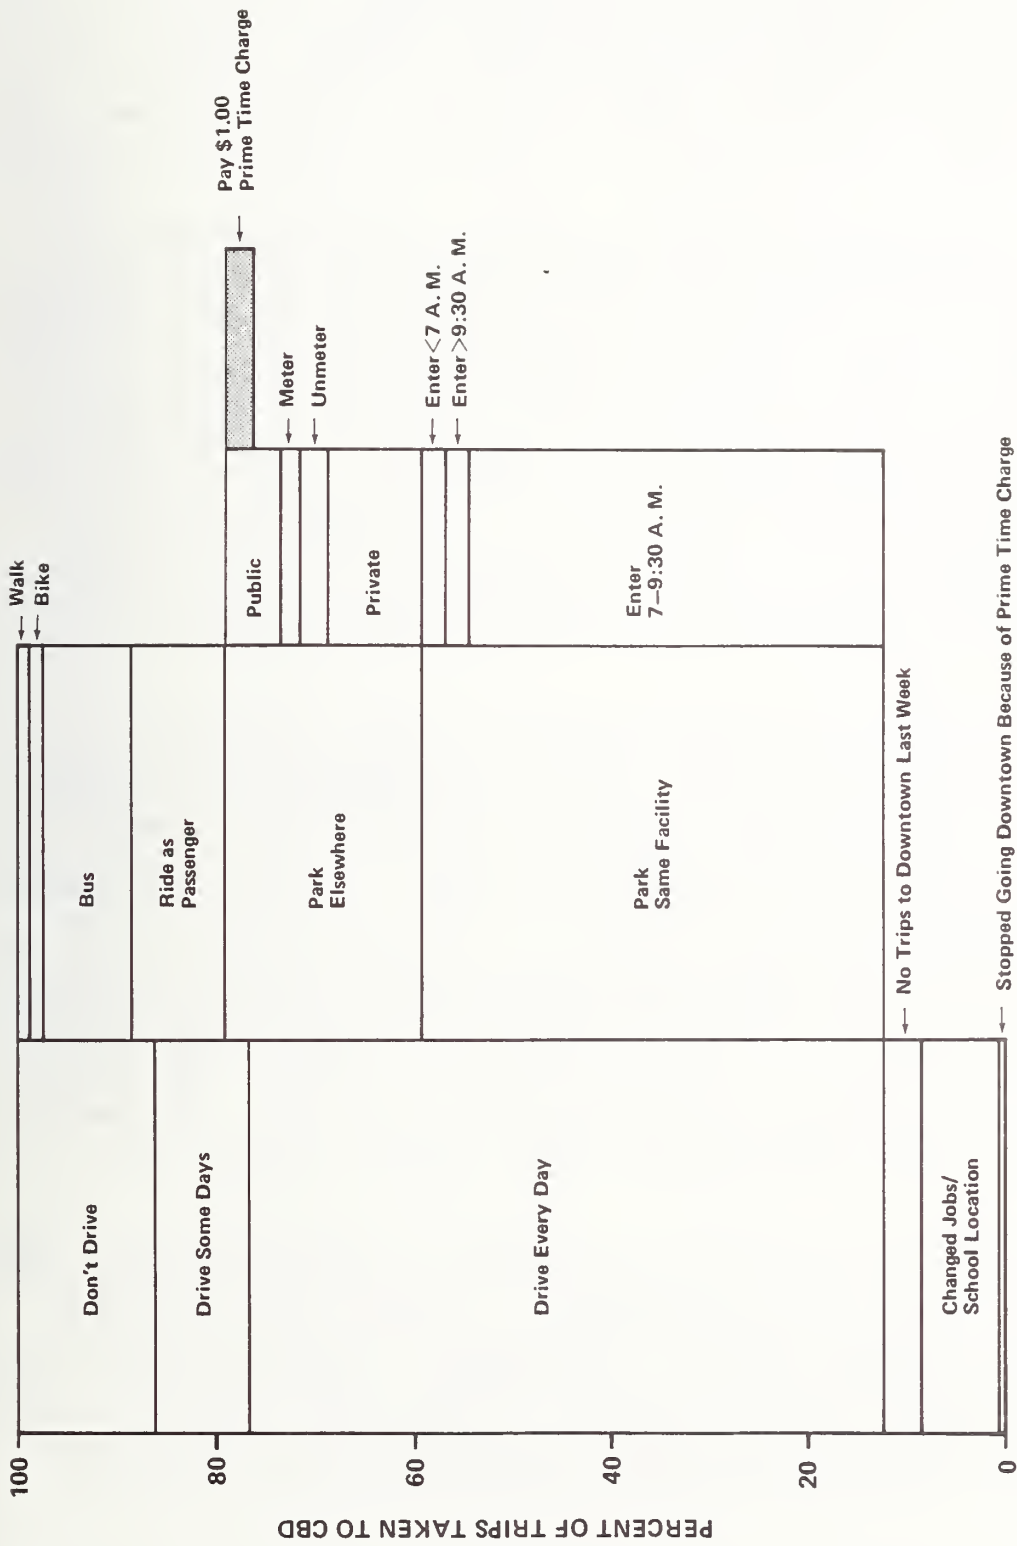 Walk
Bike
Pay $1.00
Prime Time Charge
Meter
Unmeter
Enter<7 A. M.
Enter>9:30 A. M.
Public
Private
Enter
7–9:30 A. M.
Bus
Ride as
Passenger
Park
Elsewhere
Park
Same Facility
No Trips to Downtown Last Week
Stopped Going Downtown Because of Prime Time Charge
Don't Drive
Drive Some Days
Drive Every Day
Changed Jobs/
School Location
100
80
60
40
20
0
PERCENT OF TRIPS TAKEN TO CBD